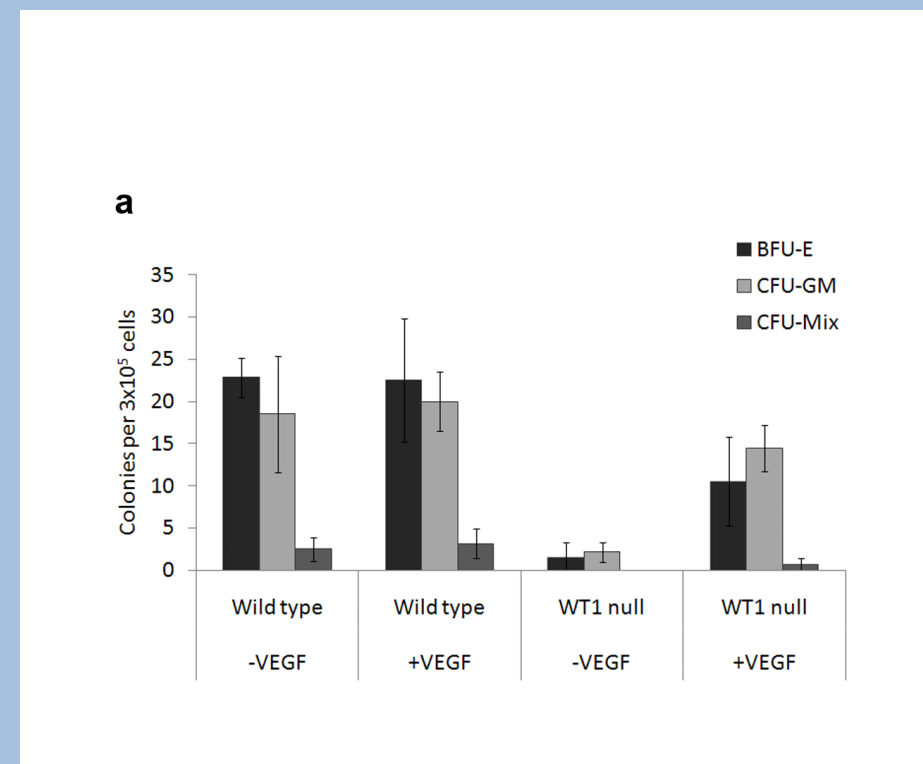 a
BFU-E
CFU-GM
CFU-Mix
Colonies per 3x10⁵ cells
35
30
25
20
15
10
5
0
Wild type Wild type WT1 null WT1 null
-VEGF +VEGF -VEGF +VEGF